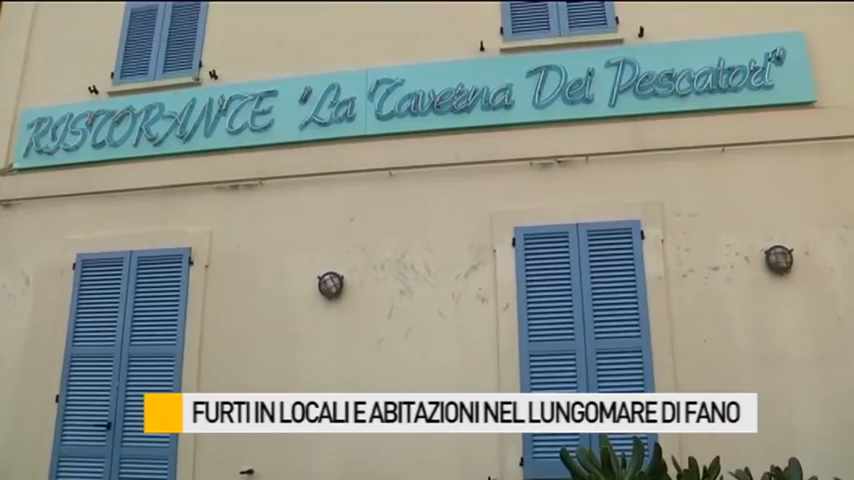 RISTORANTE "La Taverna Dei Pescatori"
FURTI IN LOCALI E ABITAZIONI NEL LUNGOMARE DI FANO